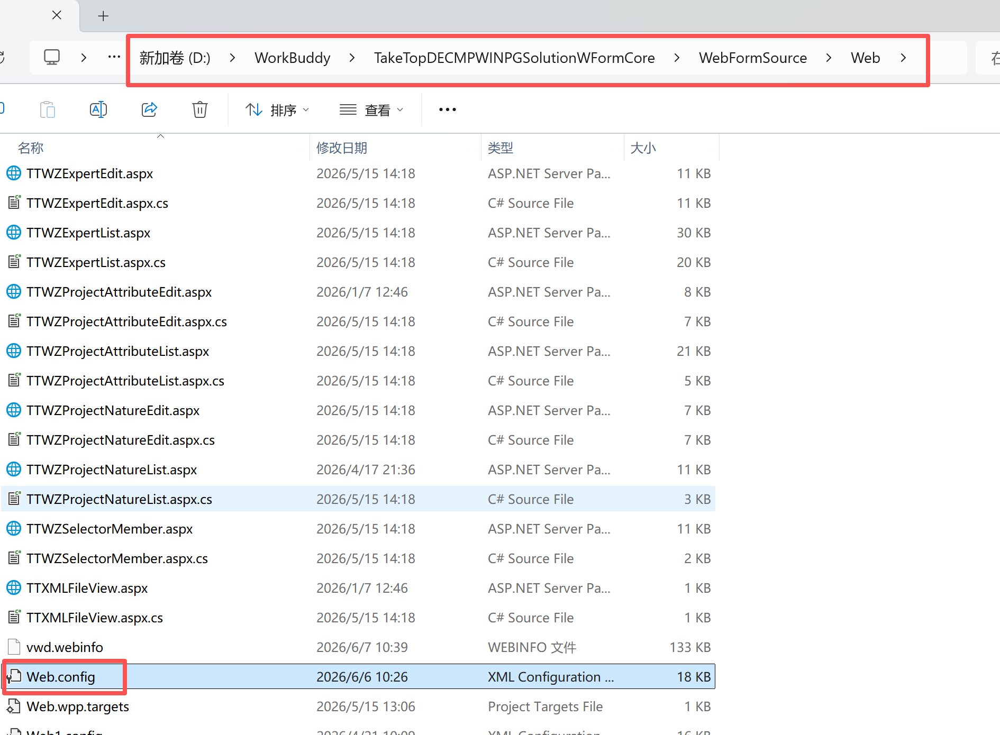 新加卷 (D:) > WorkBuddy > TakeTopDECMPWINPGSolutionWFormCore > WebFormSource > Web > 在
排序 查看
名称 修改日期 类型 大小
TTWZExpertEdit.aspx 2026/5/15 14:18 ASP.NET Server Pa... 11 KB
TTWZExpertEdit.aspx.cs 2026/5/15 14:18 C# Source File 11 KB
TTWZExpertList.aspx 2026/5/15 14:18 ASP.NET Server Pa... 30 KB
TTWZExpertList.aspx.cs 2026/5/15 14:18 C# Source File 20 KB
TTWZProjectAttributeEdit.aspx 2026/1/7 12:46 ASP.NET Server Pa... 8 KB
TTWZProjectAttributeEdit.aspx.cs 2026/5/15 14:18 C# Source File 7 KB
TTWZProjectAttributeList.aspx 2026/5/15 14:18 ASP.NET Server Pa... 21 KB
TTWZProjectAttributeList.aspx.cs 2026/5/15 14:18 C# Source File 5 KB
TTWZProjectNatureEdit.aspx 2026/5/15 14:18 ASP.NET Server Pa... 7 KB
TTWZProjectNatureEdit.aspx.cs 2026/5/15 14:18 C# Source File 7 KB
TTWZProjectNatureList.aspx 2026/4/17 21:36 ASP.NET Server Pa... 11 KB
TTWZProjectNatureList.aspx.cs 2026/5/15 14:18 C# Source File 3 KB
TTWZSelectorMember.aspx 2026/5/15 14:18 ASP.NET Server Pa... 11 KB
TTWZSelectorMember.aspx.cs 2026/5/15 14:18 C# Source File 2 KB
TTXMLFileView.aspx 2026/1/7 12:46 ASP.NET Server Pa... 1 KB
TTXMLFileView.aspx.cs 2026/5/15 14:18 C# Source File 1 KB
vwd.webinfo 2026/6/7 10:39 WEBINFO 文件 133 KB
Web.config 2026/6/6 10:26 XML Configuration ... 18 KB
Web.wpp.targets 2026/5/15 13:06 Project Targets File 1 KB
Web1.config 2026/4/21 10:09 XML Configuration 16 KB